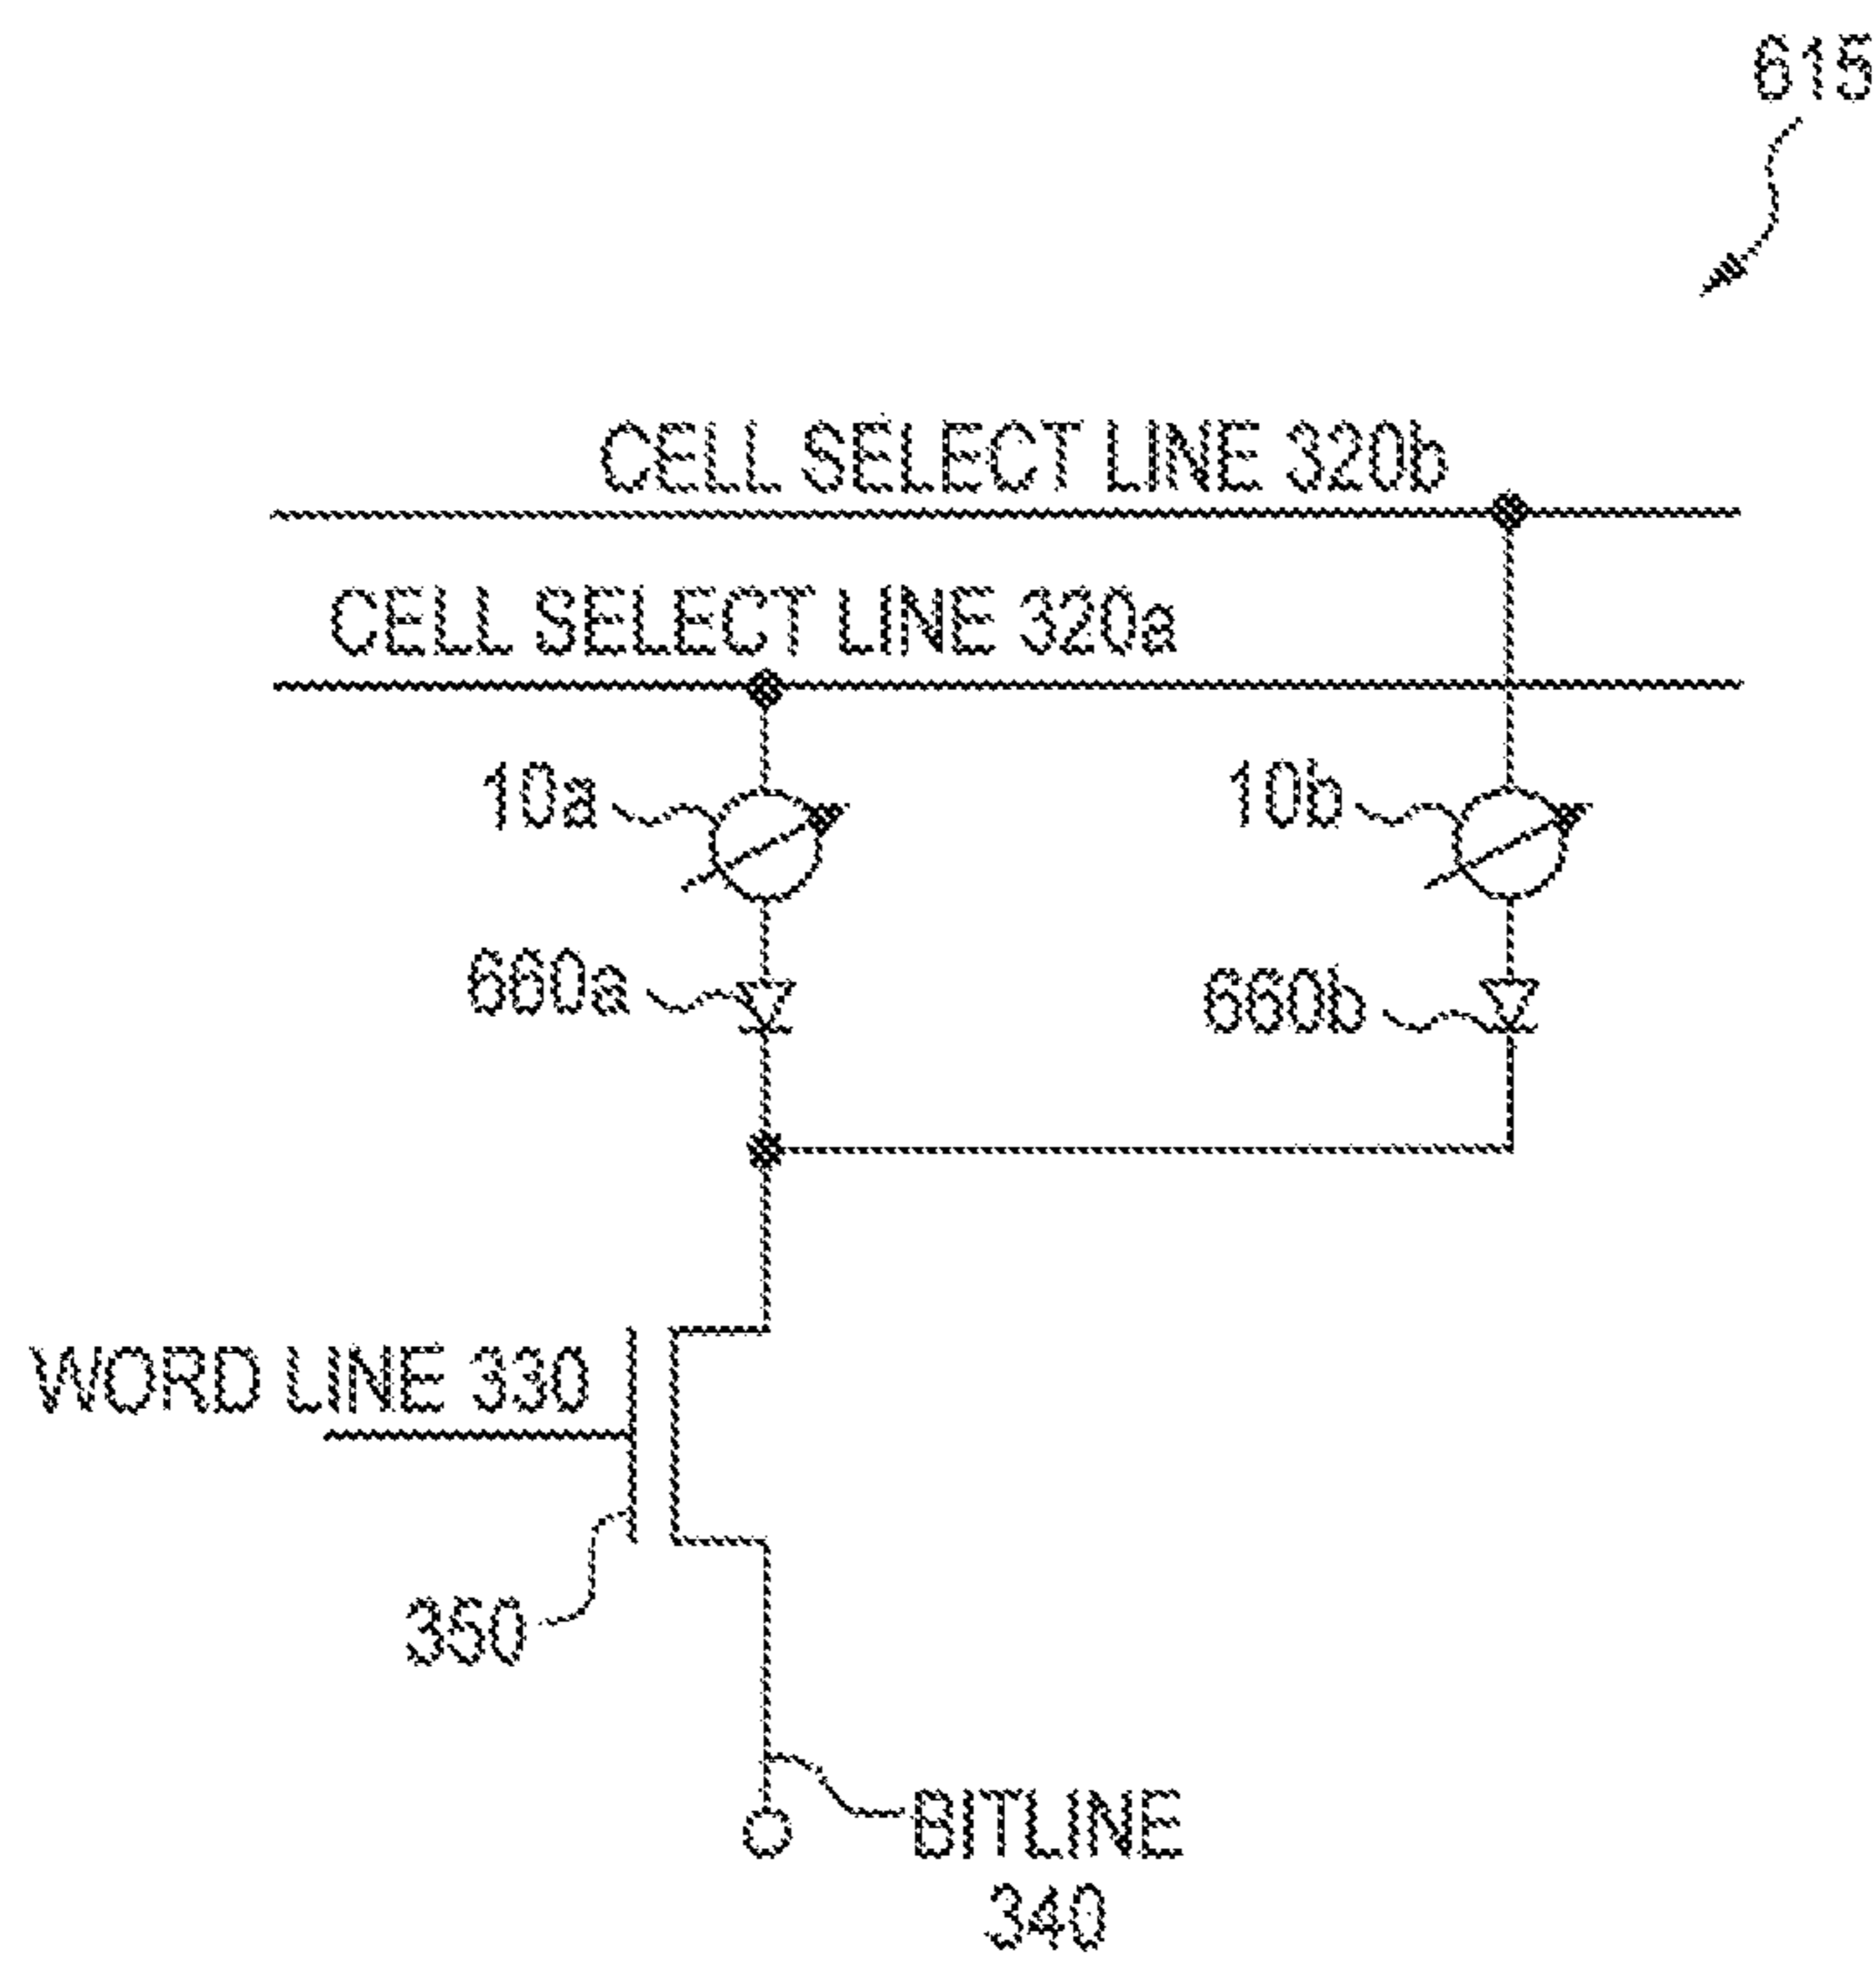 615
CELL SELECT LINE 320b
CELL SELECT LINE 320a
10a
10b
660a
660b
WORD LINE 330
350
BITLINE
340